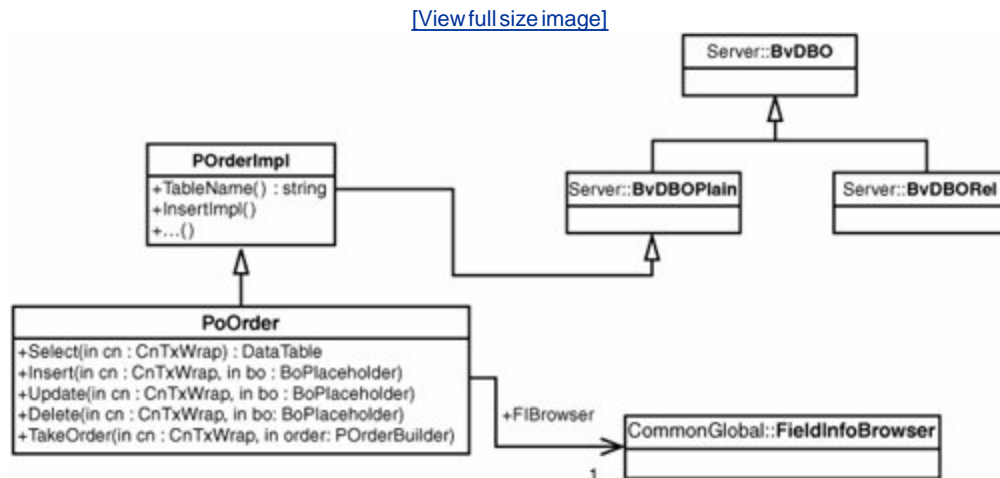 [View full size image]
Server::BvDBO
POrderImpl
+TableName() : string
+InsertImpl()
+...()
Server::BvDBOPlain
Server::BvDBORel
PoOrder
+Select(in cn : CnTxWrap) : DataTable
+Insert(in cn : CnTxWrap, in bo : BoPlaceholder)
+Update(in cn : CnTxWrap, in bo : BoPlaceholder)
+Delete(in cn : CnTxWrap, in bo: BoPlaceholder)
+TakeOrder(in cn : CnTxWrap, in order: POrderBuilder)
+FIBrowser
CommonGlobal::FieldInfoBrowser
1